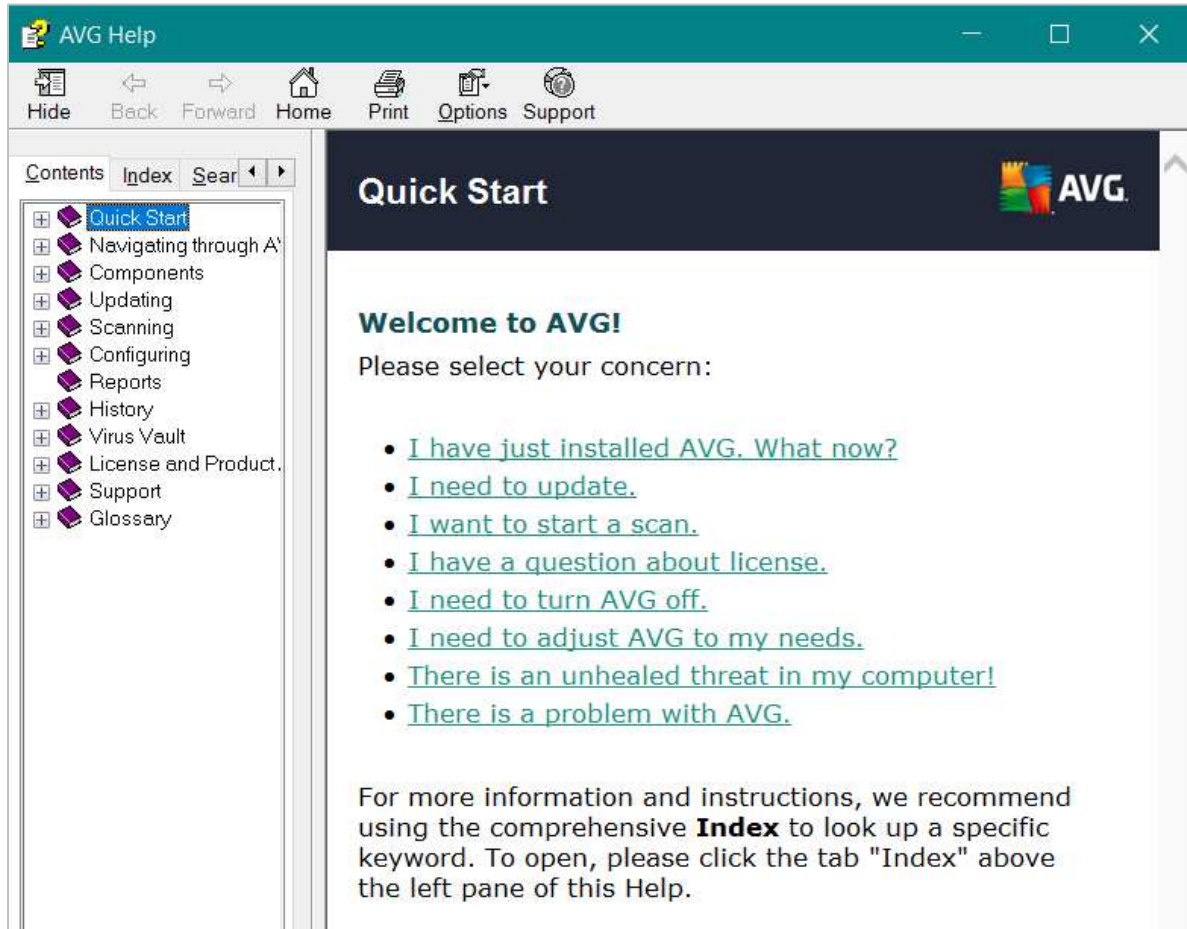 AVG Help
Hide Back Forward Home Print Options Support
Contents Index Sear
Quick Start
Navigating through A
Components
Updating
Scanning
Configuring
Reports
History
Virus Vault
License and Product.
Support
Glossary
Quick Start
AVG.
Welcome to AVG!
Please select your concern:
• I have just installed AVG. What now?
• I need to update.
• I want to start a scan.
• I have a question about license.
• I need to turn AVG off.
• I need to adjust AVG to my needs.
• There is an unhealed threat in my computer!
• There is a problem with AVG.
For more information and instructions, we recommend
using the comprehensive Index to look up a specific
keyword. To open, please click the tab "Index" above
the left pane of this Help.